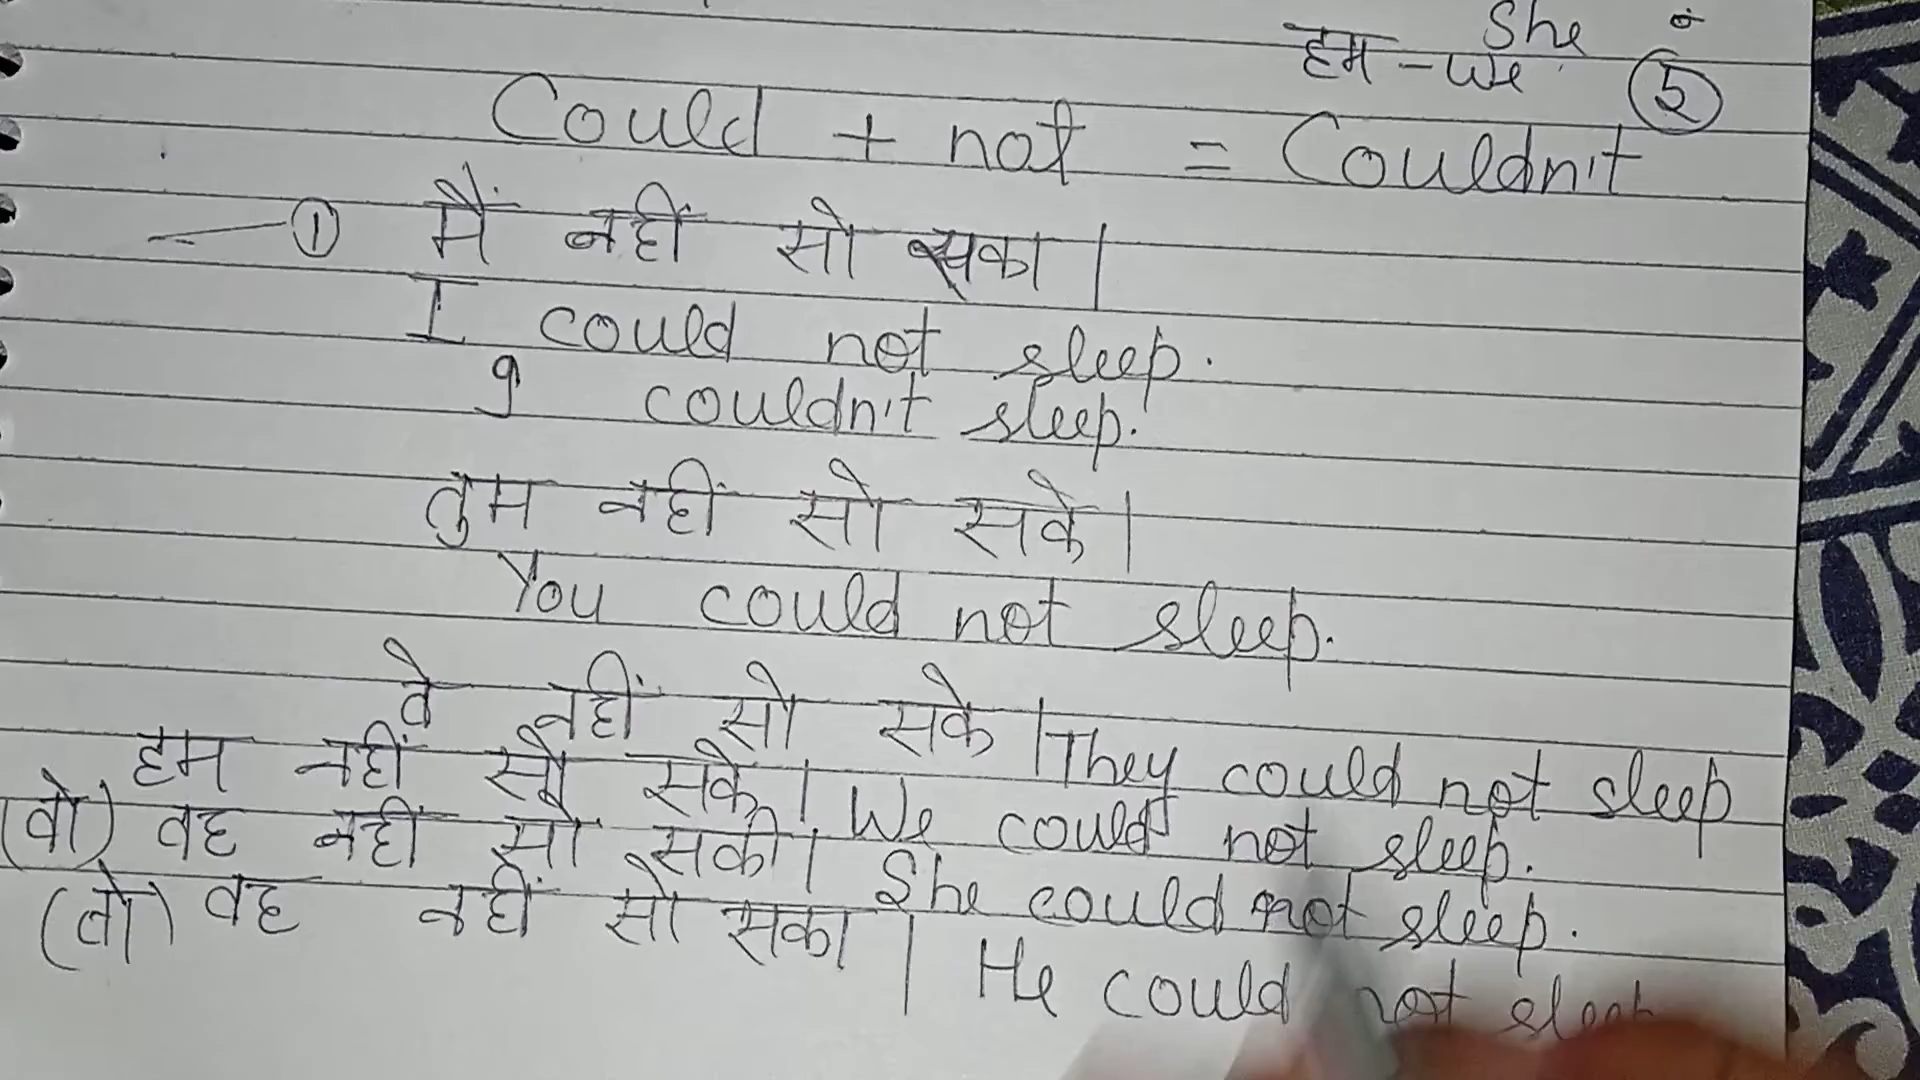 She
हम - We
5
Could + not = Couldn't
① मैं नहीं सो सका।
I could not sleep.
I couldn't sleep.
तुम नहीं सो सके।
You could not sleep.
वे नहीं सो सके। They could not sleep
हम नहीं सो सके। We could not sleep.
(वो) वह नहीं सो सकी। She could not sleep.
(वो) वह नहीं सो सका। He could not sleep